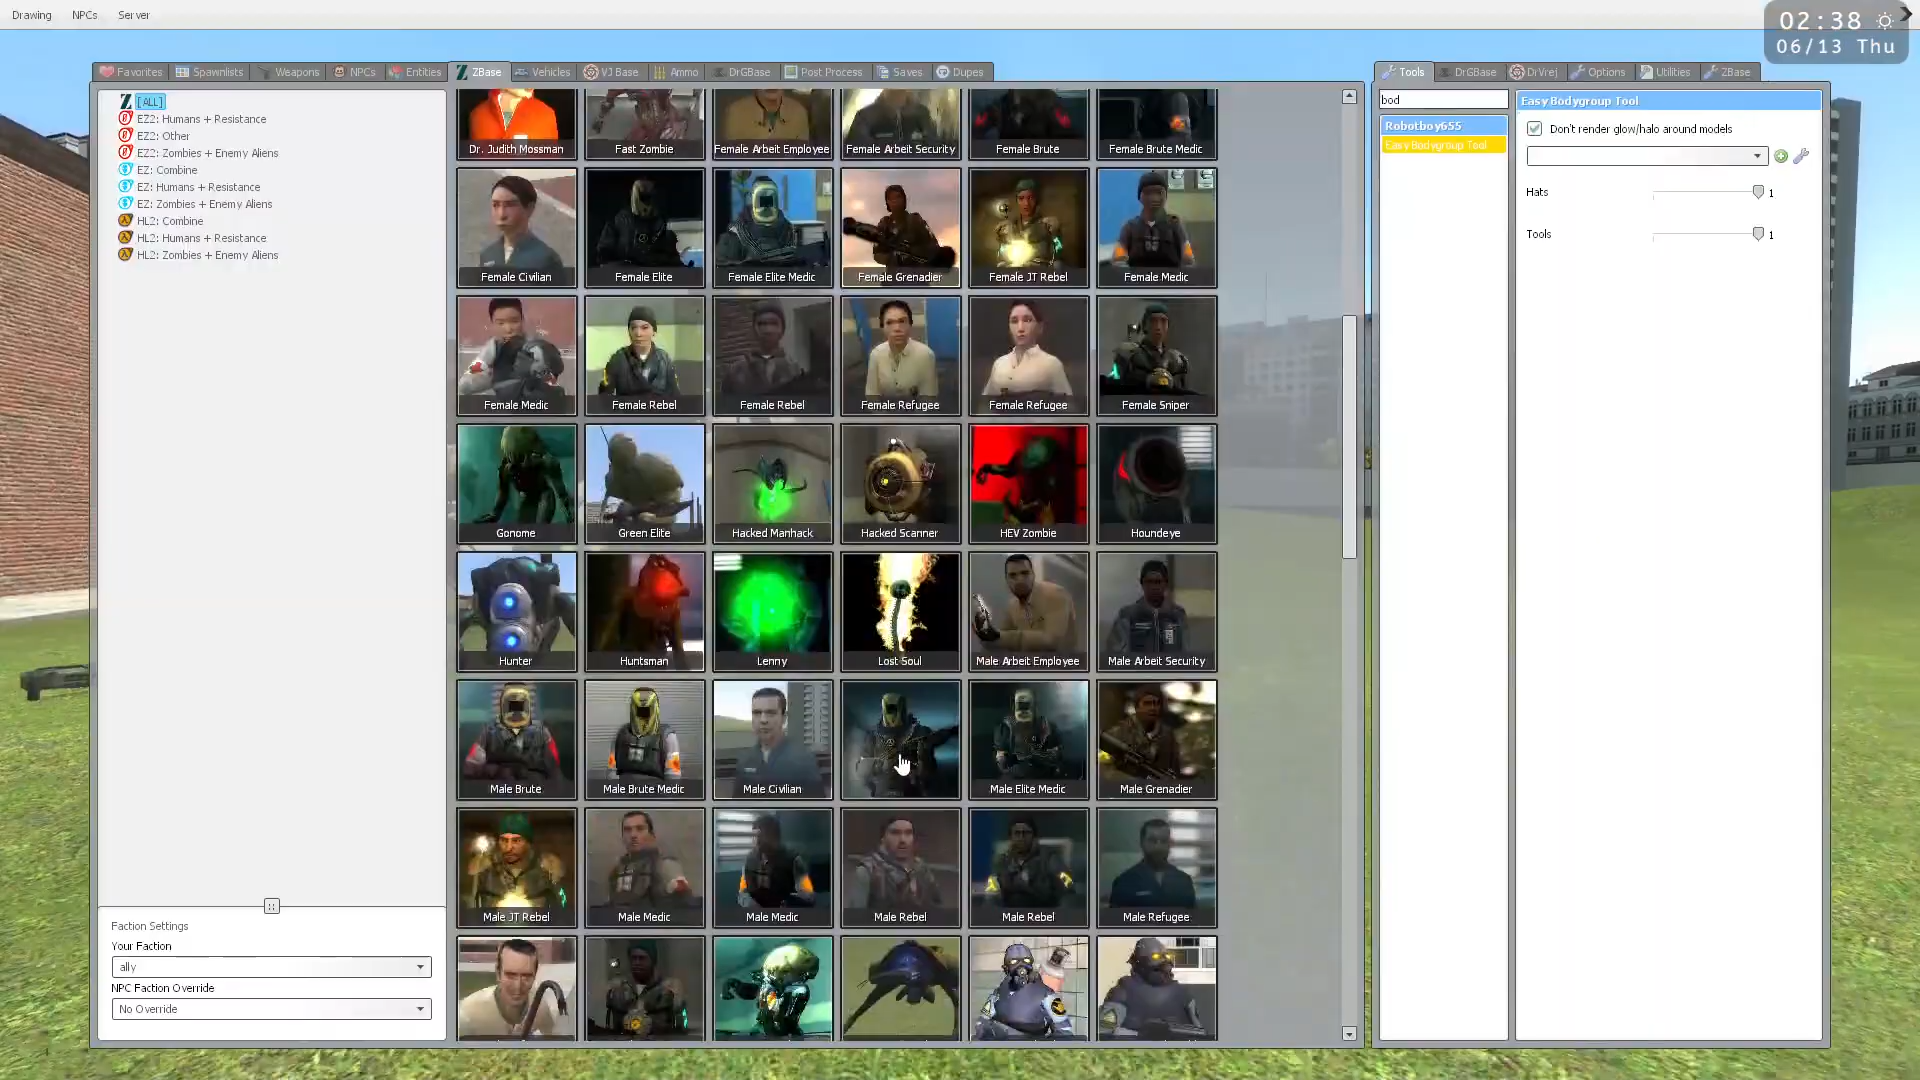 Drawing NPCs Server
02:38
06/13 Thu
Favorites Spawnlists Weapons NPCs Entities ZBase Vehicles VJ Base Ammo DrGBase Post Process Saves Dupes
Tools DrGBase DrVrej Options Utilities ZBase
[ALL]
EZ2: Humans + Resistance
EZ2: Other
EZ2: Zombies + Enemy Aliens
EZ: Combine
EZ: Humans + Resistance
EZ: Zombies + Enemy Aliens
HL2: Combine
HL2: Humans + Resistance
HL2: Zombies + Enemy Aliens
Faction Settings
Your Faction
ally
NPC Faction Override
No Override
Dr. Judith Mossman Fast Zombie Female Arbeit Employee Female Arbeit Security Female Brute Female Brute Medic
Female Civilian Female Elite Female Elite Medic Female Grenadier Female JT Rebel Female Medic
Female Medic Female Rebel Female Rebel Female Refugee Female Refugee Female Sniper
Gonome Green Elite Hacked Manhack Hacked Scanner HEV Zombie Houndeye
Hunter Huntsman Lenny Lost Soul Male Arbeit Employee Male Arbeit Security
Male Brute Male Brute Medic Male Civilian Male Elite Medic Male Grenadier
Male JT Rebel Male Medic Male Medic Male Rebel Male Rebel Male Refugee
bod
Robotboy655
Easy Bodygroup Tool
Easy Bodygroup Tool
Don't render glow/halo around models
Hats 1
Tools 1